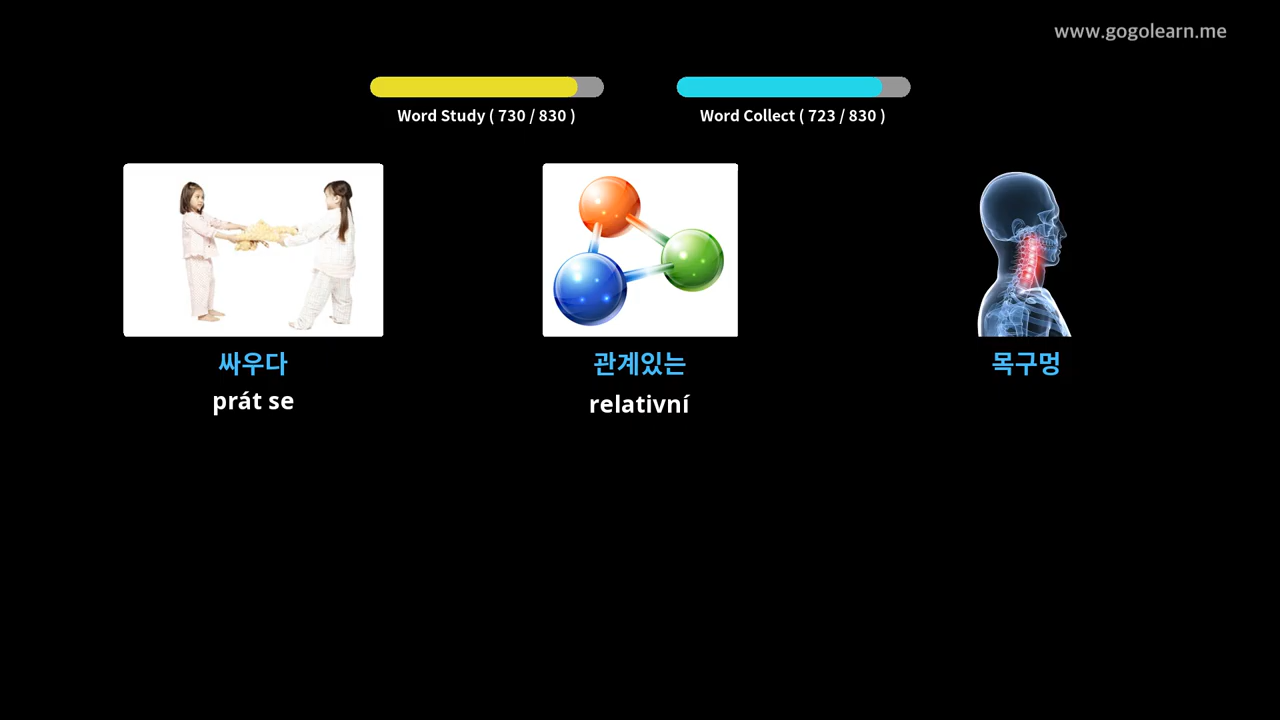 www.gogolearn.me
Word Study ( 730 / 830 )
Word Collect ( 723 / 830 )
싸우다
관계있는
목구멍
prát se
relativní